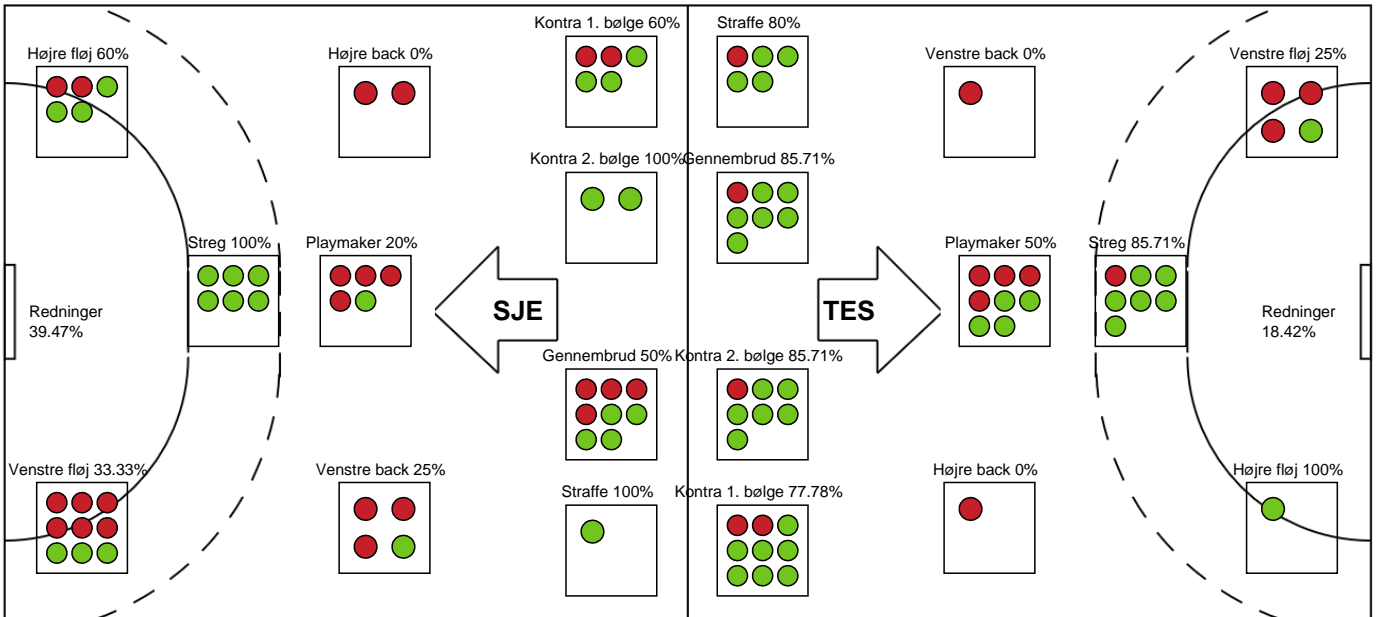 Kontra 1. bølge 60%
Straffe 80%
Højre fløj 60%
Højre back 0%
Venstre back 0%
Venstre fløj 25%
Kontra 2. bølge 100%
Gennembrud 85.71%
Streg 100%
Playmaker 20%
Playmaker 50%
Streg 85.71%
Redninger
39.47%
SJE
TES
Redninger
18.42%
Gennembrud 50%
Kontra 2. bølge 85.71%
Venstre fløj 33.33%
Venstre back 25%
Højre back 0%
Højre fløj 100%
Straffe 100%
Kontra 1. bølge 77.78%